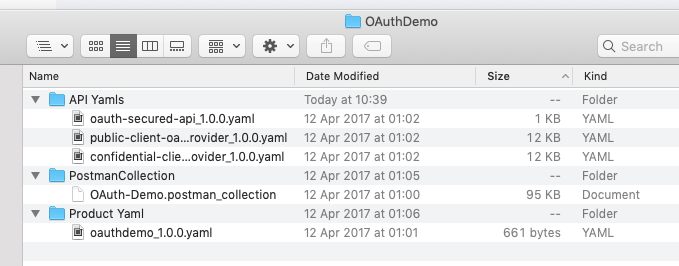 OAuthDemo
Search
Name Date Modified Size Kind
API Yamls Today at 10:39 -- Folder
oauth-secured-api_1.0.0.yaml 12 Apr 2017 at 01:02 1 KB YAML
public-client-oa...rovider_1.0.0.yaml 12 Apr 2017 at 01:02 12 KB YAML
confidential-clie...ovider_1.0.0.yaml 12 Apr 2017 at 01:02 12 KB YAML
PostmanCollection 12 Apr 2017 at 01:05 -- Folder
OAuth-Demo.postman_collection 12 Apr 2017 at 01:00 95 KB Document
Product Yaml 12 Apr 2017 at 01:06 -- Folder
oauthdemo_1.0.0.yaml 12 Apr 2017 at 01:01 661 bytes YAML